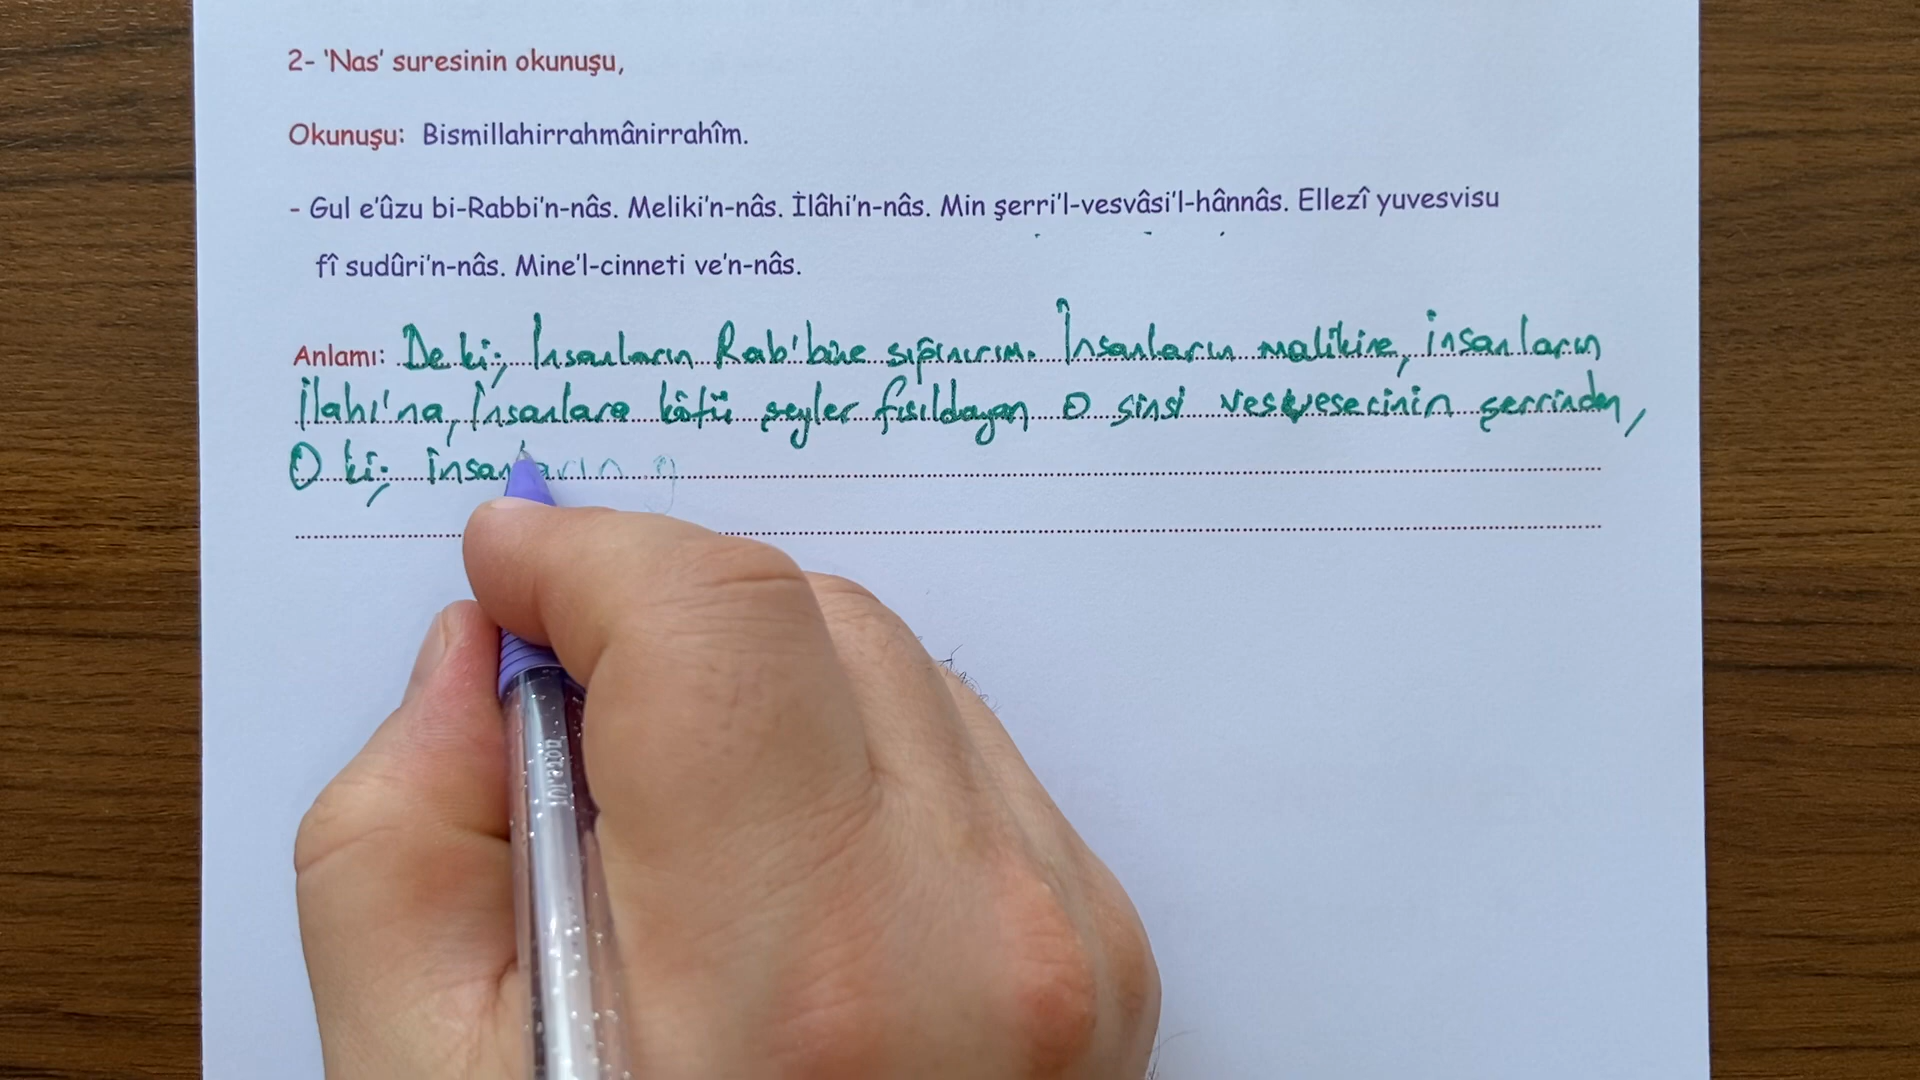 2- 'Nas' suresinin okunuşu,
Okunuşu: Bismillahirrahmânirrahîm.
- Gul e'ûzu bi-Rabbi'n-nâs. Meliki'n-nâs. İlâhi'n-nâs. Min şerri'l-vesvâsi'l-hânnâs. Ellezî yuvesvisu
fî sudûri'n-nâs. Mine'l-cinneti ve'n-nâs.
Anlamı: De ki; İnsanların Rab'bine sığınırım. İnsanların malikine, insanların
İlahı'na, İnsanlara kötü şeyler fısıldayan O sinsi vesvesecinin şerrinden,
O ki; insanların g